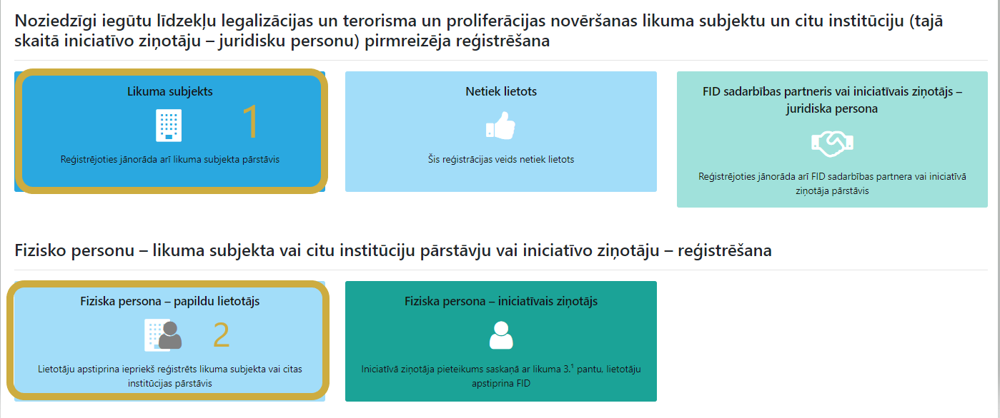 Noziedzīgi iegūtu līdzekļu legalizācijas un terorisma un proliferācijas novēršanas likuma subjektu un citu institūciju (tajā
skaitā iniciatīvo ziņotāju – juridisku personu) pirmreizēja reģistrēšana
Likuma subjekts
1
Reģistrējoties jānorāda arī likuma subjekta pārstāvis
Netiek lietots
Šis reģistrācijas veids netiek lietots
FID sadarbības partneris vai iniciatīvais ziņotājs –
juridiska persona
Reģistrējoties jānorāda arī FID sadarbības partnera vai iniciatīvā
ziņotāja pārstāvis
Fizisko personu – likuma subjekta vai citu institūciju pārstāvju vai iniciatīvo ziņotāju – reģistrēšana
Fiziska persona – papildu lietotājs
2
Lietotāju apstiprina iepriekš reģistrēts likuma subjekta vai citas
institūcijas pārstāvis
Fiziska persona – iniciatīvais ziņotājs
Iniciatīvā ziņotāja pieteikums saskaņā ar likuma 3.¹ pantu, lietotāju
apstiprina FID